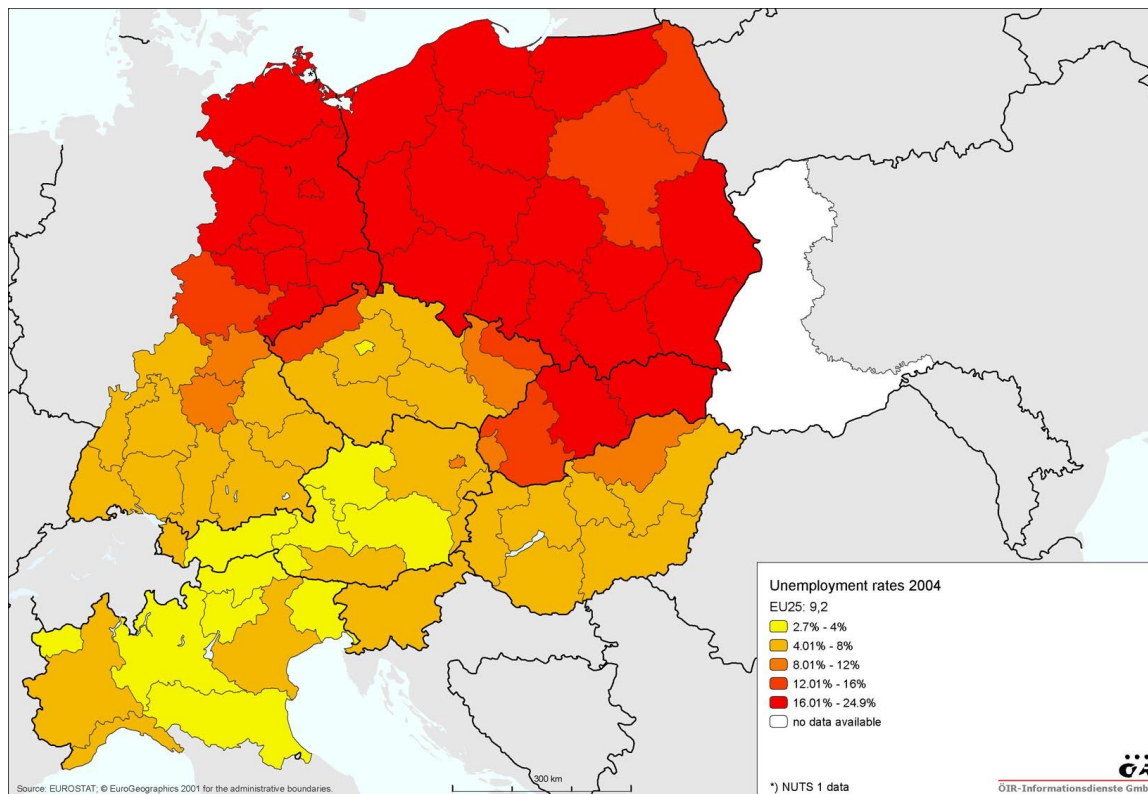 *
Unemployment rates 2004
EU25: 9,2
2.7% - 4%
4.01% - 8%
8.01% - 12%
12.01% - 16%
16.01% - 24.9%
no data available
300 km
Source: EUROSTAT; © EuroGeographics 2001 for the administrative boundaries.
*) NUTS 1 data
ÖIR-Informationsdienste Gmb